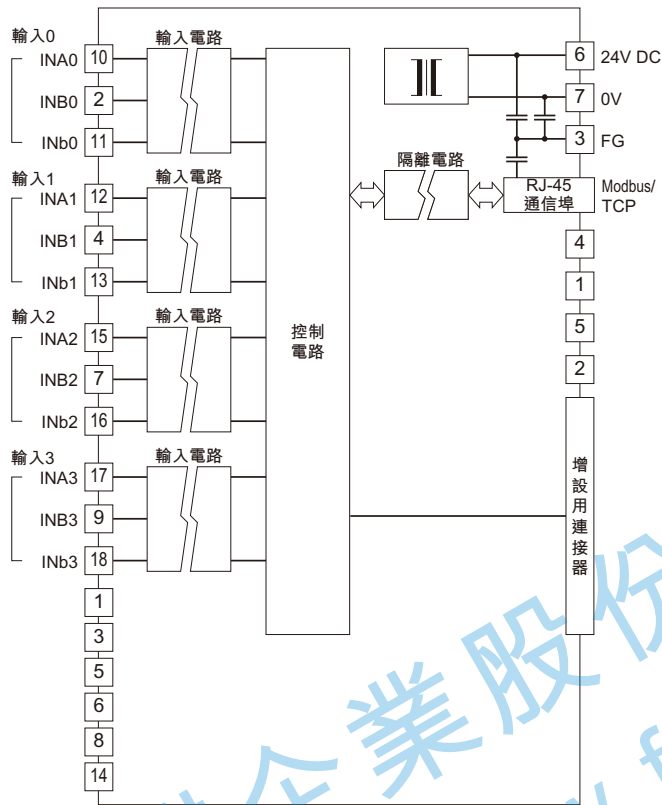 輸入0
INA0 10
INB0 2
INb0 11
輸入電路
輸入1
INA1 12
INB1 4
INb1 13
輸入電路
輸入2
INA2 15
INB2 7
INb2 16
輸入電路
輸入3
INA3 17
INB3 9
INb3 18
輸入電路
1
3
5
6
8
14
控制
電路
隔離電路
6 24V DC
7 0V
3 FG
RJ-45
通信埠
Modbus/
TCP
4
1
5
2
增設用連接器
企業股份